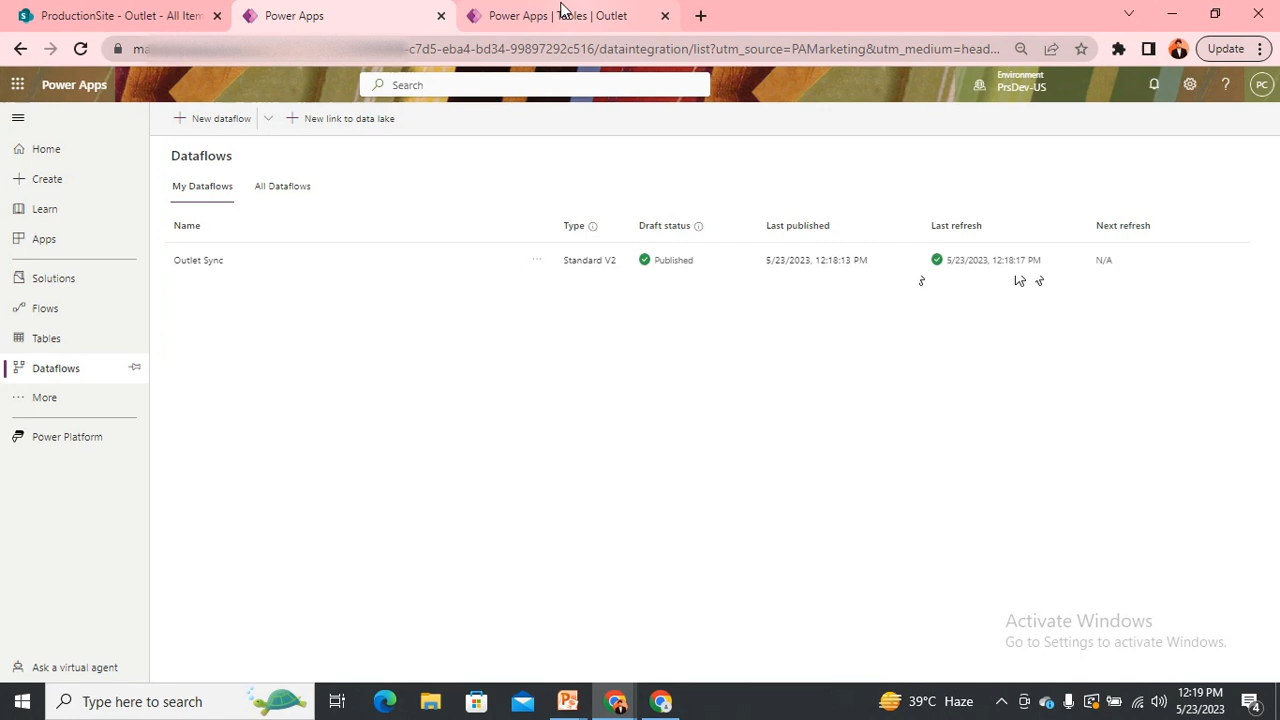 ProductionSite - Outlet - All Item
Power Apps
Power Apps | Tables | Outlet
-c7d5-eba4-bd34-99897292c516/dataintegration/list?utm_source=PAMarketing&utm_medium=head...
Update
Power Apps
Search
Environment
PrsDev-US
PC
New dataflow
New link to data lake
Home
Create
Learn
Apps
Solutions
Flows
Tables
Dataflows
More
Power Platform
Ask a virtual agent
Dataflows
My Dataflows
All Dataflows
Name
Type
Draft status
Last published
Last refresh
Next refresh
Outlet Sync
...
Standard V2
Published
5/23/2023, 12:18:13 PM
5/23/2023, 12:18:17 PM
N/A
Activate Windows
Go to Settings to activate Windows.
Type here to search
39°C Haze
12:19 PM
5/23/2023
4